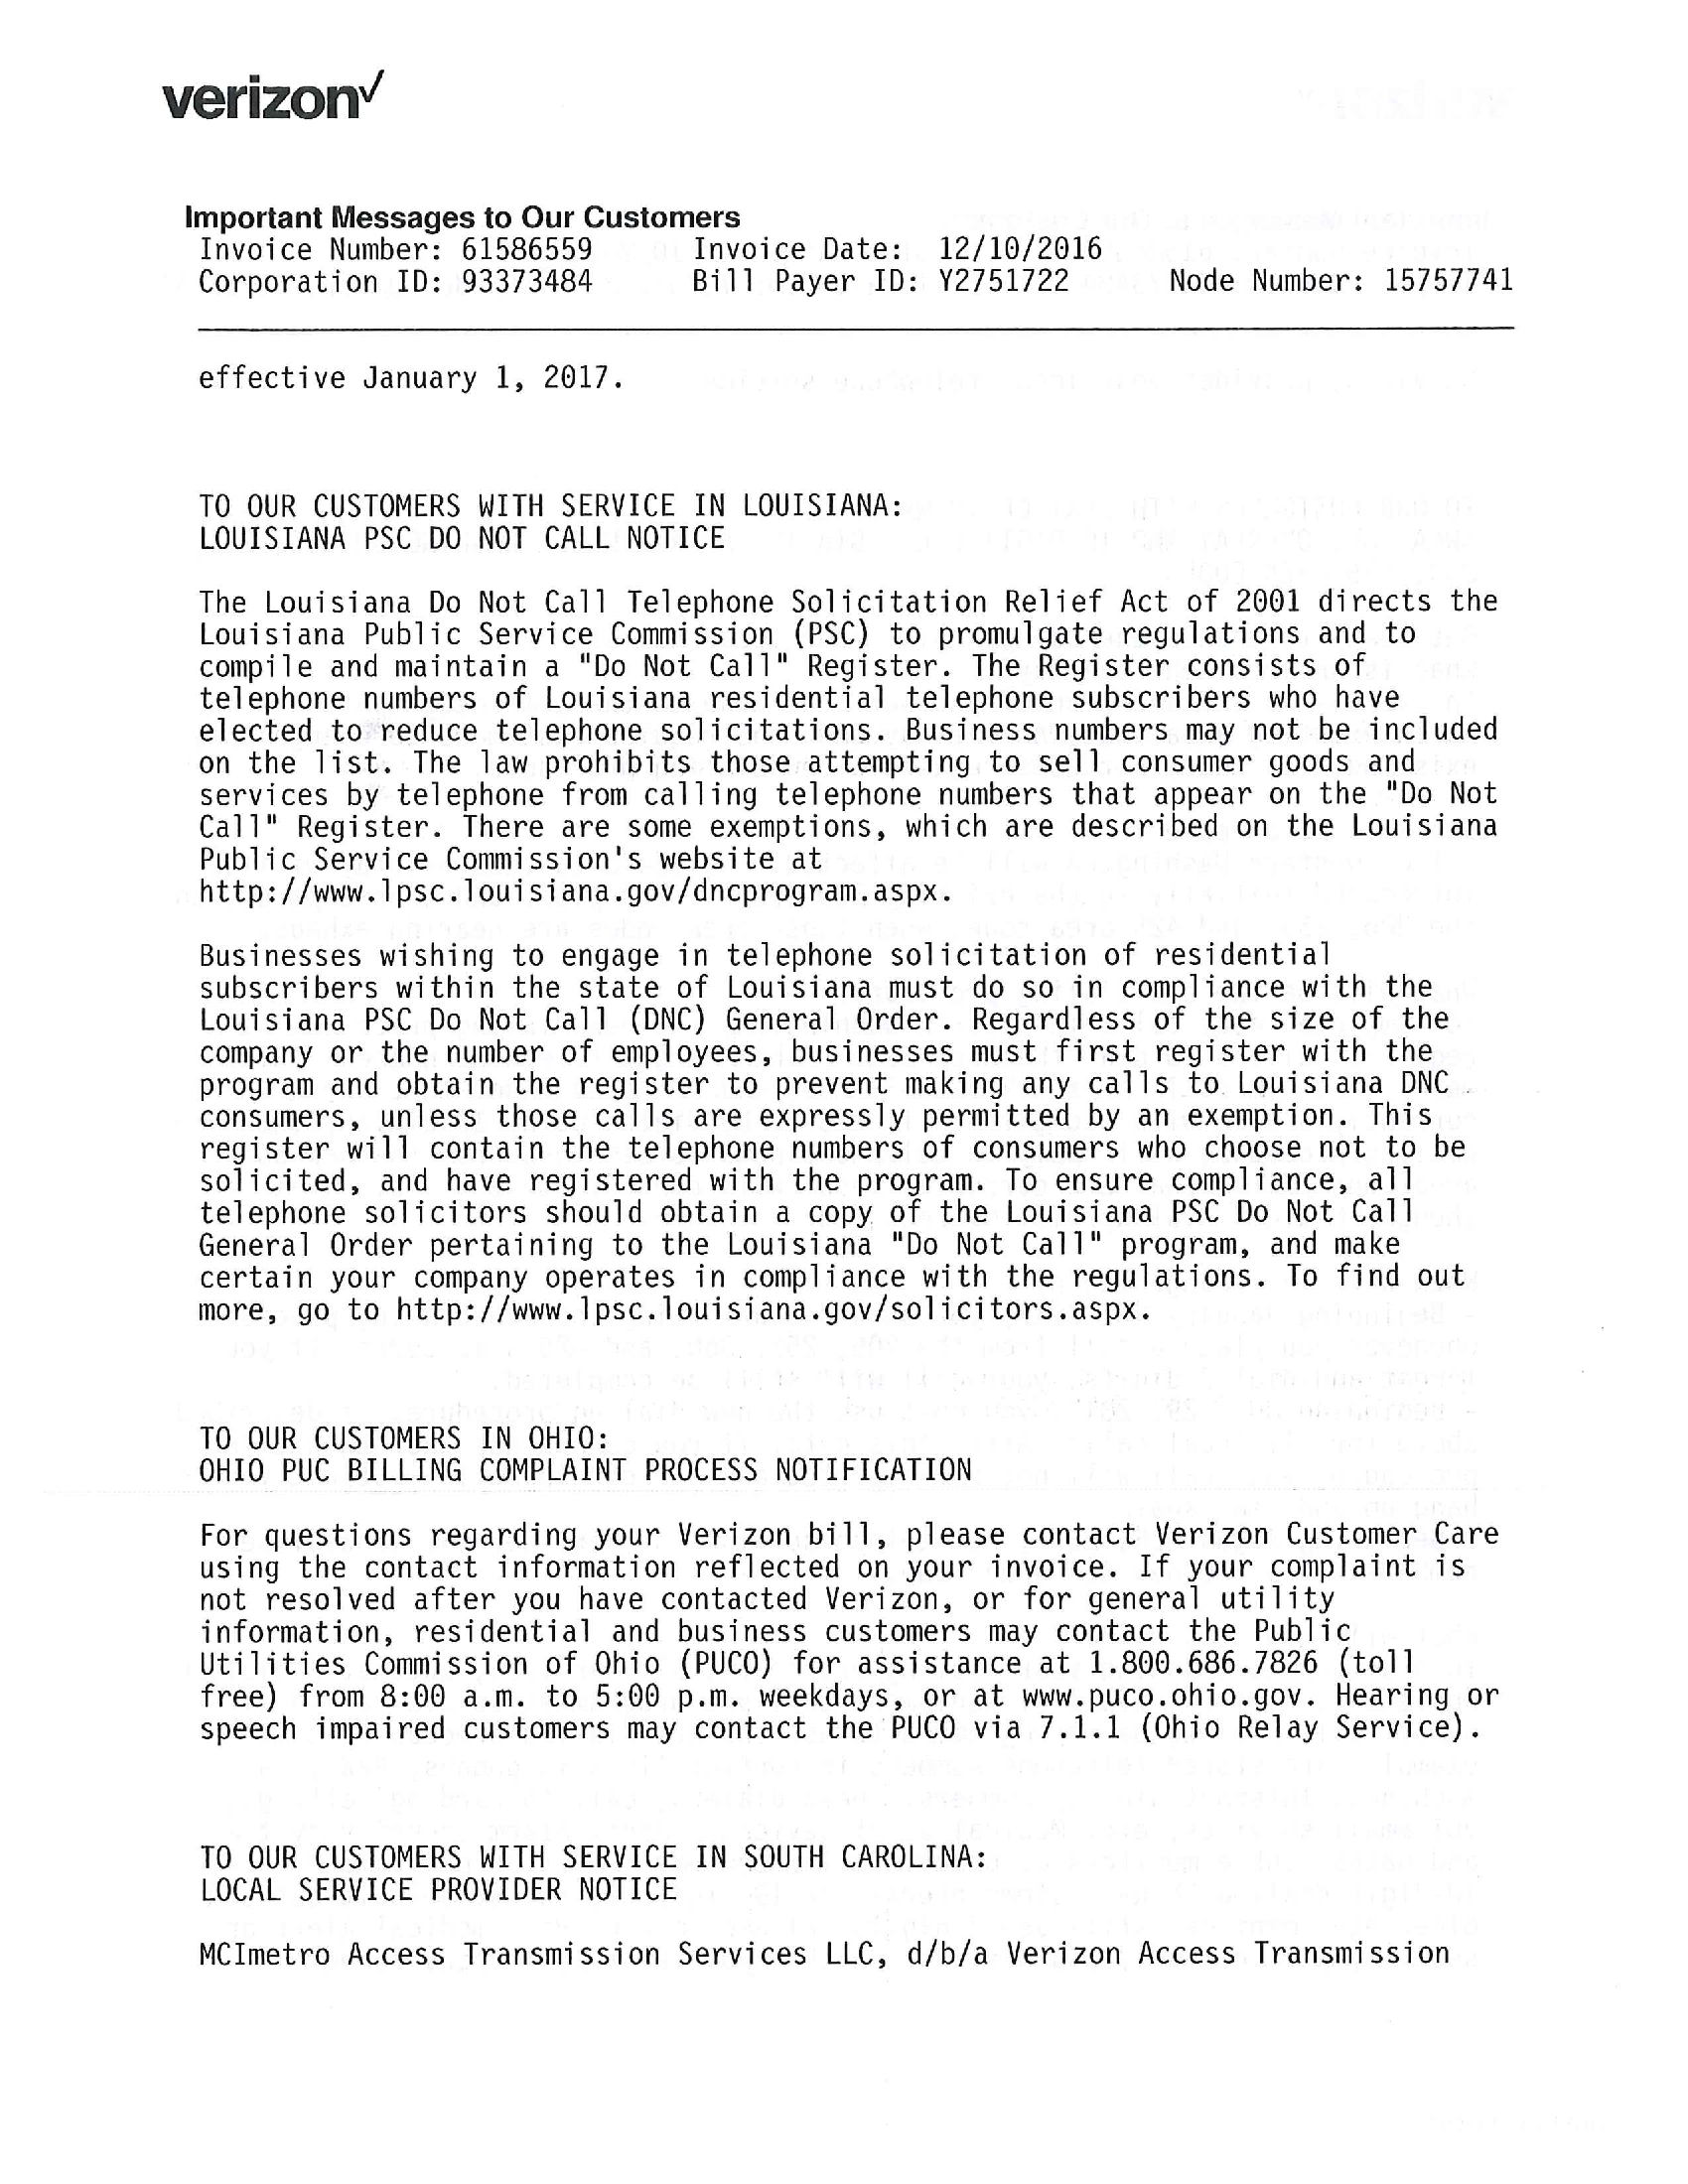 verizon✓
Important Messages to Our Customers
Invoice Number: 61586559 Invoice Date: 12/10/2016
Corporation ID: 93373484 Bill Payer ID: Y2751722 Node Number: 15757741
effective January 1, 2017.
TO OUR CUSTOMERS WITH SERVICE IN LOUISIANA:
LOUISIANA PSC DO NOT CALL NOTICE
The Louisiana Do Not Call Telephone Solicitation Relief Act of 2001 directs the
Louisiana Public Service Commission (PSC) to promulgate regulations and to
compile and maintain a "Do Not Call" Register. The Register consists of
telephone numbers of Louisiana residential telephone subscribers who have
elected to reduce telephone solicitations. Business numbers may not be included
on the list. The law prohibits those attempting to sell consumer goods and
services by telephone from calling telephone numbers that appear on the "Do Not
Call" Register. There are some exemptions, which are described on the Louisiana
Public Service Commission's website at
http://www.lpsc.louisiana.gov/dncprogram.aspx.
Businesses wishing to engage in telephone solicitation of residential
subscribers within the state of Louisiana must do so in compliance with the
Louisiana PSC Do Not Call (DNC) General Order. Regardless of the size of the
company or the number of employees, businesses must first register with the
program and obtain the register to prevent making any calls to Louisiana DNC
consumers, unless those calls are expressly permitted by an exemption. This
register will contain the telephone numbers of consumers who choose not to be
solicited, and have registered with the program. To ensure compliance, all
telephone solicitors should obtain a copy of the Louisiana PSC Do Not Call
General Order pertaining to the Louisiana "Do Not Call" program, and make
certain your company operates in compliance with the regulations. To find out
more, go to http://www.lpsc.louisiana.gov/solicitors.aspx.
TO OUR CUSTOMERS IN OHIO:
OHIO PUC BILLING COMPLAINT PROCESS NOTIFICATION
For questions regarding your Verizon bill, please contact Verizon Customer Care
using the contact information reflected on your invoice. If your complaint is
not resolved after you have contacted Verizon, or for general utility
information, residential and business customers may contact the Public
Utilities Commission of Ohio (PUCO) for assistance at 1.800.686.7826 (toll
free) from 8:00 a.m. to 5:00 p.m. weekdays, or at www.puco.ohio.gov. Hearing or
speech impaired customers may contact the PUCO via 7.1.1 (Ohio Relay Service).
TO OUR CUSTOMERS WITH SERVICE IN SOUTH CAROLINA:
LOCAL SERVICE PROVIDER NOTICE
MCImetro Access Transmission Services LLC, d/b/a Verizon Access Transmission